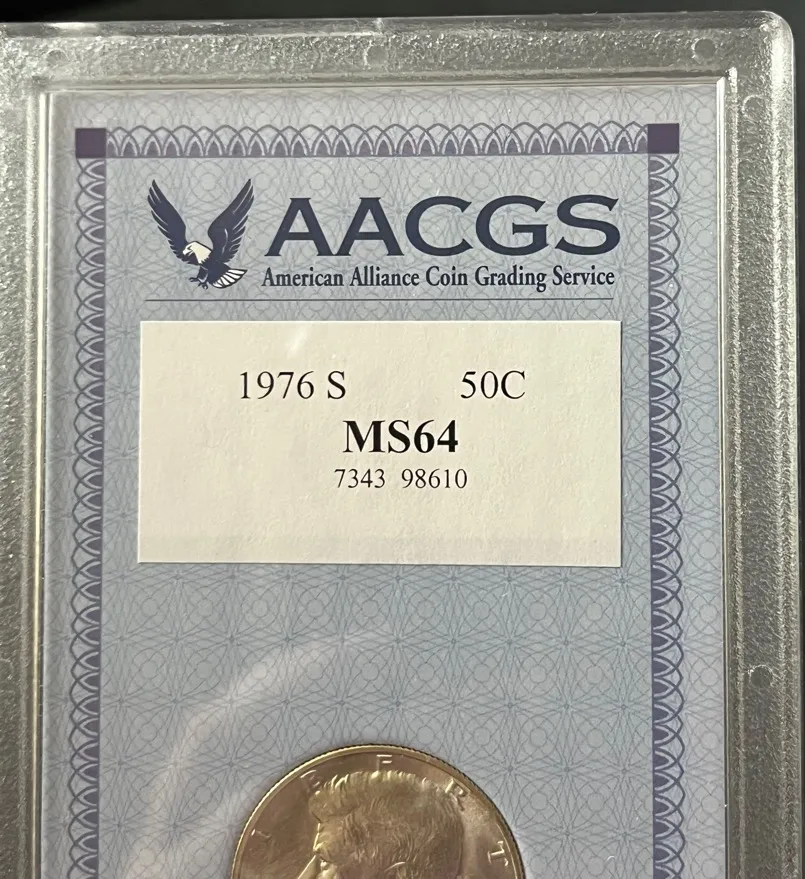 AACGS
American Alliance Coin Grading Service
1976 S 50C
MS64
7343 98610
L I B E R T